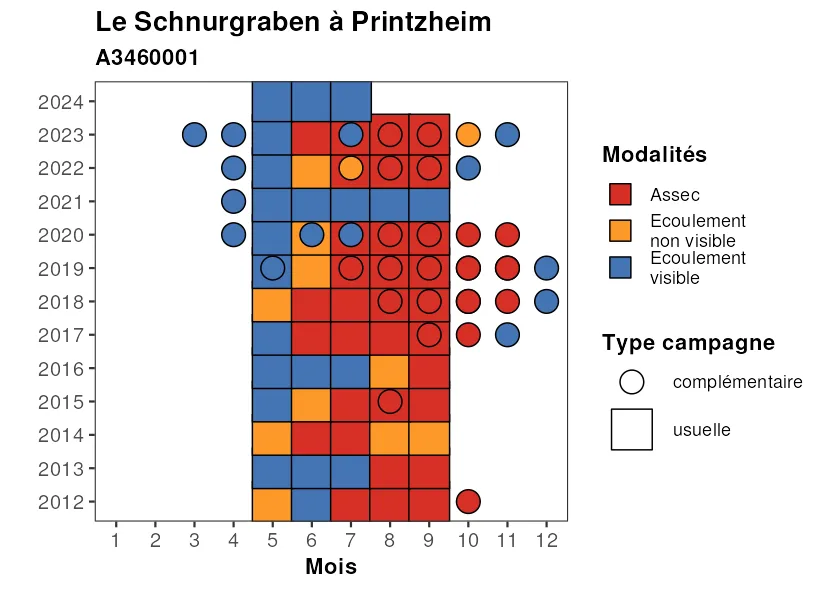 Le Schnurgraben à Printzheim
A3460001
2024
2023
2022
2021
2020
2019
2018
2017
2016
2015
2014
2013
2012
1 2 3 4 5 6 7 8 9 10 11 12
Mois
Modalités
Assec
Ecoulement
non visible
Ecoulement
visible
Type campagne
complémentaire
usuelle